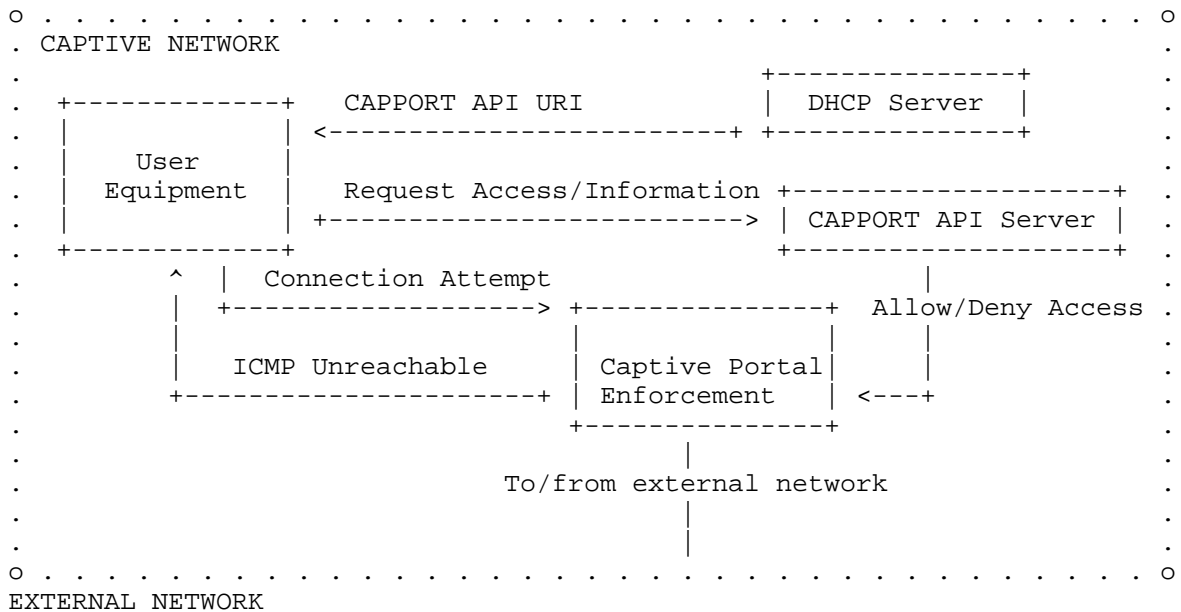 CAPTIVE NETWORK
CAPPORT API URI DHCP Server
User
Equipment Request Access/Information
CAPPORT API Server
Connection Attempt
Allow/Deny Access
ICMP Unreachable Captive Portal
Enforcement
To/from external network
EXTERNAL NETWORK